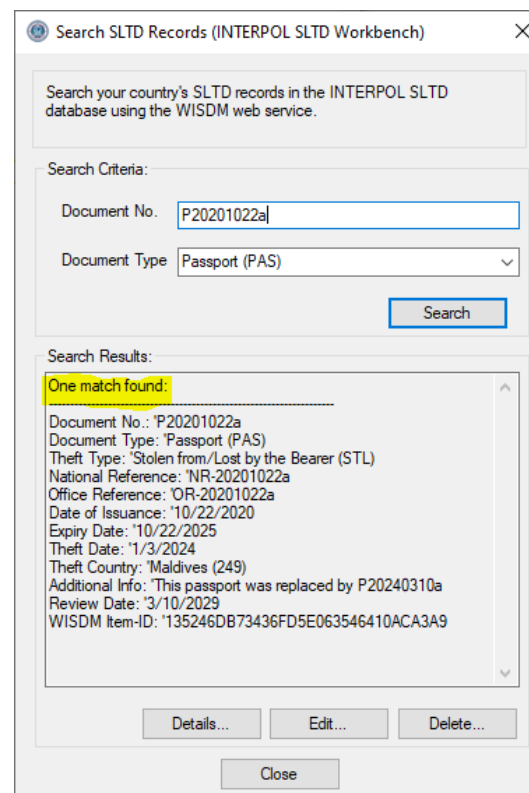 Search SLTD Records (INTERPOL SLTD Workbench)
Search your country's SLTD records in the INTERPOL SLTD
database using the WISDM web service.
Search Criteria:
Document No.
P20201022a
Document Type
Passport (PAS)
Search
Search Results:
One match found:
----------------------------------------------------------------------
Document No.: 'P20201022a
Document Type: 'Passport (PAS)
Theft Type: 'Stolen from/Lost by the Bearer (STL)
National Reference: 'NR-20201022a
Office Reference: 'OR-20201022a
Date of Issuance: '10/22/2020
Expiry Date: '10/22/2025
Theft Date: '1/3/2024
Theft Country: 'Maldives (249)
Additional Info: 'This passport was replaced by P20240310a
Review Date: '3/10/2029
WISDM Item-ID: '135246DB73436FD5E063546410ACA3A9
Details...
Edit...
Delete...
Close